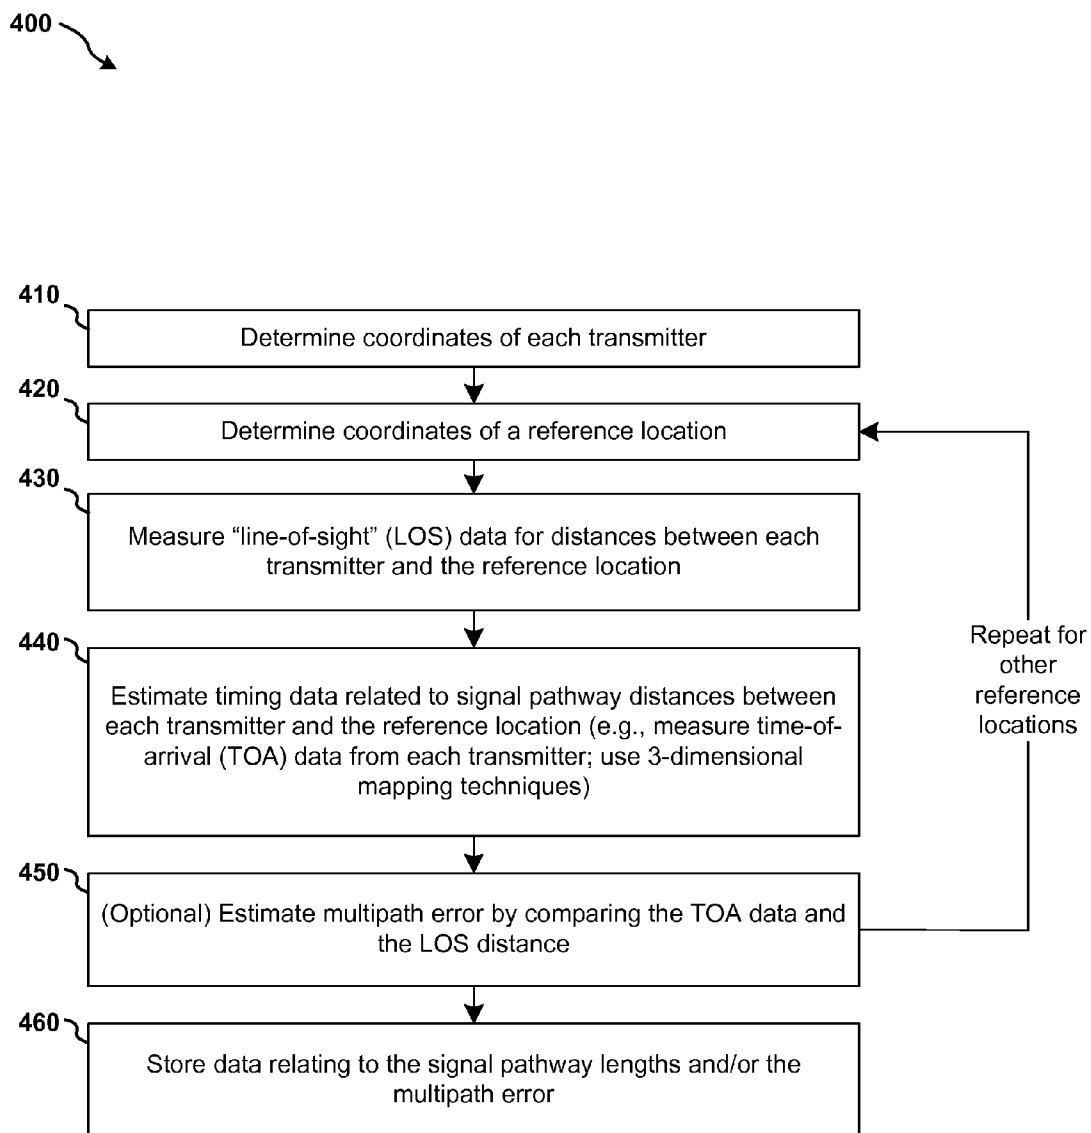 400
410
Determine coordinates of each transmitter
420
Determine coordinates of a reference location
430
Measure “line-of-sight” (LOS) data for distances between each
transmitter and the reference location
440
Estimate timing data related to signal pathway distances between
each transmitter and the reference location (e.g., measure time-of-
arrival (TOA) data from each transmitter; use 3-dimensional
mapping techniques)
Repeat for
other
reference
locations
450
(Optional) Estimate multipath error by comparing the TOA data and
the LOS distance
460
Store data relating to the signal pathway lengths and/or the
multipath error